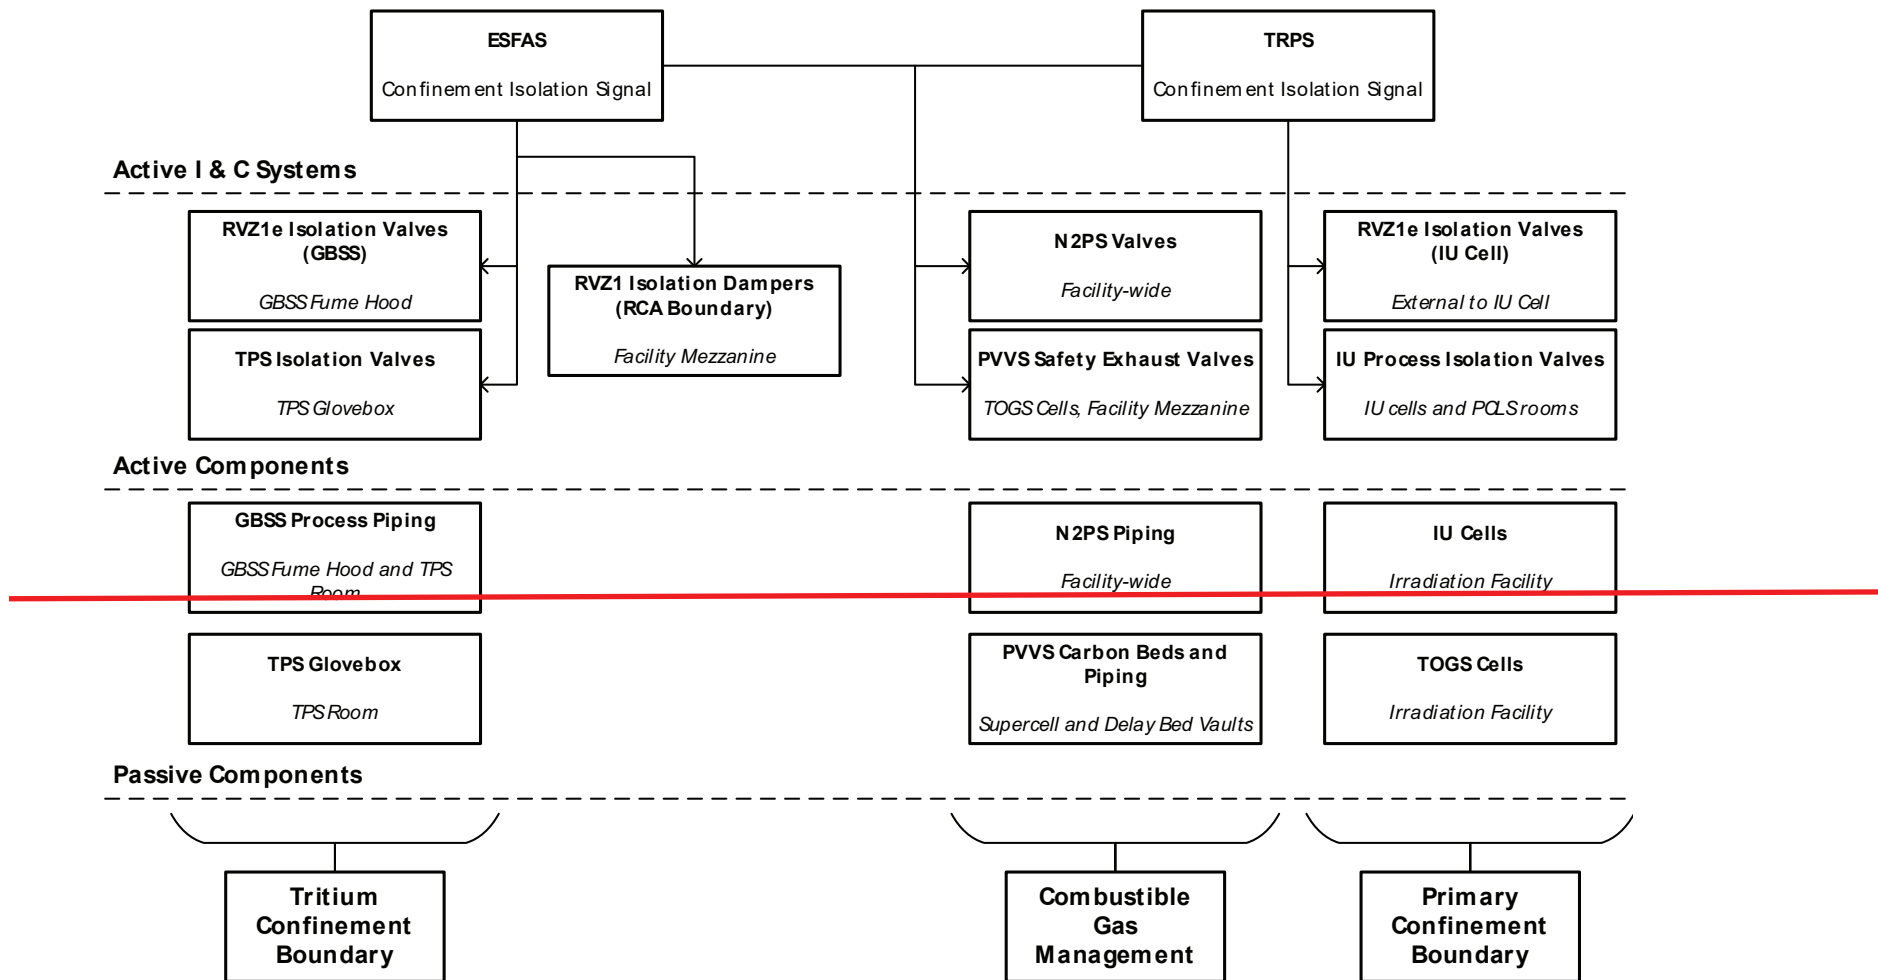 ESFAS
Confinement Isolation Signal
TRPS
Confinement Isolation Signal
Active I & C Systems
RVZ1e Isolation Valves
(GBSS)
GBSS Fume Hood
RVZ1 Isolation Dampers
(RCA Boundary)
Facility Mezzanine
N2PS Valves
Facility-wide
RVZ1e Isolation Valves
(IU Cell)
External to IU Cell
TPS Isolation Valves
TPS Glovebox
PVVS Safety Exhaust Valves
TOGS Cells, Facility Mezzanine
IU Process Isolation Valves
IU cells and PCLS rooms
Active Components
GBSS Process Piping
GBSS Fume Hood and TPS
Room
N2PS Piping
Facility-wide
IU Cells
Irradiation Facility
TPS Glovebox
TPS Room
PVVS Carbon Beds and
Piping
Supercell and Delay Bed Vaults
TOGS Cells
Irradiation Facility
Passive Components
Tritium
Confinement
Boundary
Combustible
Gas
Management
Primary
Confinement
Boundary